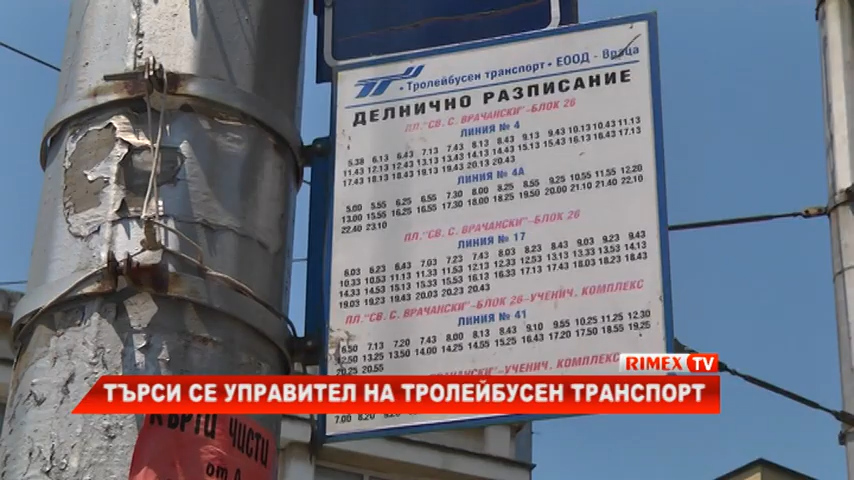 Тролейбусен транспорт • ЕООД - Враца
ДЕЛНИЧНО РАЗПИСАНИЕ
ПЛ."СВ. С. ВРАЧАНСКИ"-БЛОК 26
ЛИНИЯ № 4
5.38 6.13 6.43 7.13 7.43 8.13 8.43 9.13 9.43 10.13 10.43 11.13
11.43 12.13 12.43 13.13 13.43 14.13 14.43 15.13 15.43 16.13 16.43 17.13
17.43 18.13 18.43 19.13 19.43 20.13 20.43
ЛИНИЯ № 4А
5.00 5.55 6.25 6.55 7.30 8.00 8.25 8.55 9.25 10.55 11.55 12.20
13.00 15.55 16.25 16.55 17.30 18.00 18.25 18.50 20.00 21.10 21.40 22.10
22.40 23.10
ПЛ."СВ. С. ВРАЧАНСКИ"-БЛОК 26
ЛИНИЯ № 17
6.03 6.23 6.43 7.03 7.23 7.43 8.03 8.23 8.43 9.03 9.23 9.43
10.33 10.53 11.13 11.33 11.53 12.13 12.33 12.53 13.13 13.33 13.53 14.13
14.33 14.53 15.13 15.33 15.53 16.13 16.33 17.13 17.43 18.03 18.23 18.43
19.03 19.23 19.43 20.03 20.23 20.43
ПЛ."СВ. С. ВРАЧАНСКИ"-БЛОК 26-УЧЕНИЧ. КОМПЛЕКС
ЛИНИЯ № 41
6.50 7.13 7.20 7.43 8.00 8.13 8.43 9.10 9.55 10.25 11.25 12.30
12.50 13.25 13.50 14.00 14.25 14.55 15.25 16.55 17.20 17.50 18.55 19.25
20.25 20.55
УЧЕНИЧ. КОМПЛЕКС
RIMEX TV
ТЪРСИ СЕ УПРАВИТЕЛ НА ТРОЛЕЙБУСЕН ТРАНСПОРТ
7.00 8.20
Кърти чисти
от